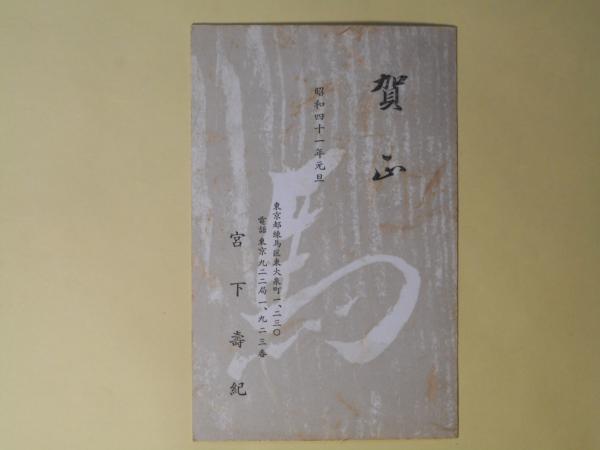 賀正
昭和四十一年元旦
東京都練馬区東大泉町一、二三〇
電話東京九二二局一、九二三番
宮下壽紀
馬